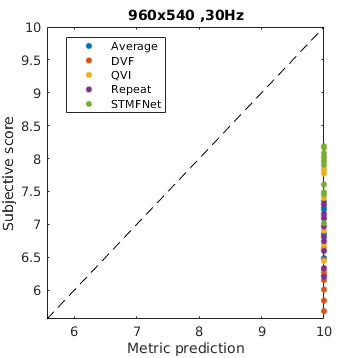 960x540 ,30Hz
Average
DVF
QVI
Repeat
STMFNet
Subjective score
10
9.5
9
8.5
8
7.5
7
6.5
6
6
7
8
9
10
Metric prediction